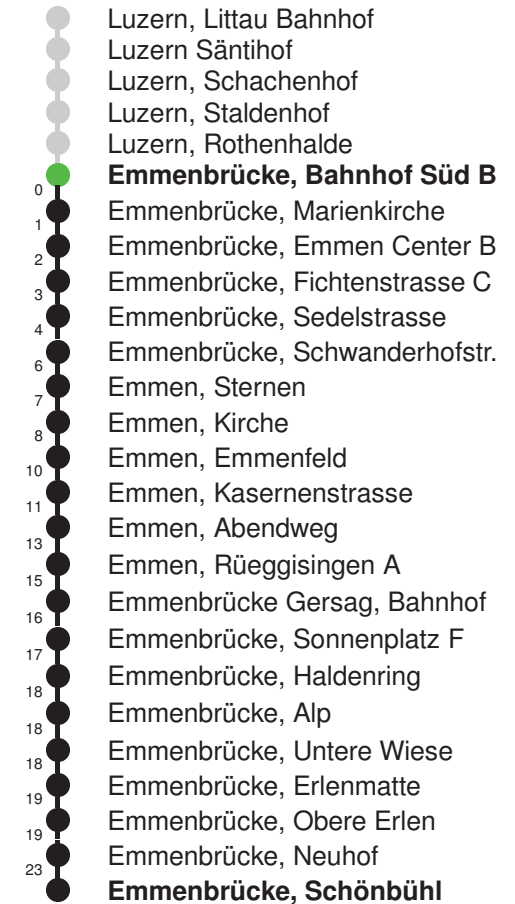 Luzern, Littau Bahnhof
Luzern Säntihof
Luzern, Schachenhof
Luzern, Staldenhof
Luzern, Rothenhalde
Emmenbrücke, Bahnhof Süd B
0
Emmenbrücke, Marienkirche
1
Emmenbrücke, Emmen Center B
2
Emmenbrücke, Fichtenstrasse C
3
Emmenbrücke, Sedelstrasse
4
Emmenbrücke, Schwanderhofstr.
6
Emmen, Sternen
7
Emmen, Kirche
8
Emmen, Emmenfeld
10
Emmen, Kasernenstrasse
11
Emmen, Abendweg
13
Emmen, Rüeggisingen A
15
Emmenbrücke Gersag, Bahnhof
16
Emmenbrücke, Sonnenplatz F
17
Emmenbrücke, Haldenring
18
Emmenbrücke, Alp
18
Emmenbrücke, Untere Wiese
18
Emmenbrücke, Erlenmatte
19
Emmenbrücke, Obere Erlen
19
Emmenbrücke, Neuhof
23
Emmenbrücke, Schönbühl